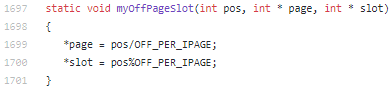 1697 static void myOffPageSlot(int pos, int * page, int * slot)
1698 {
1699    *page = pos/OFF_PER_IPAGE;
1700    *slot = pos%OFF_PER_IPAGE;
1701 }